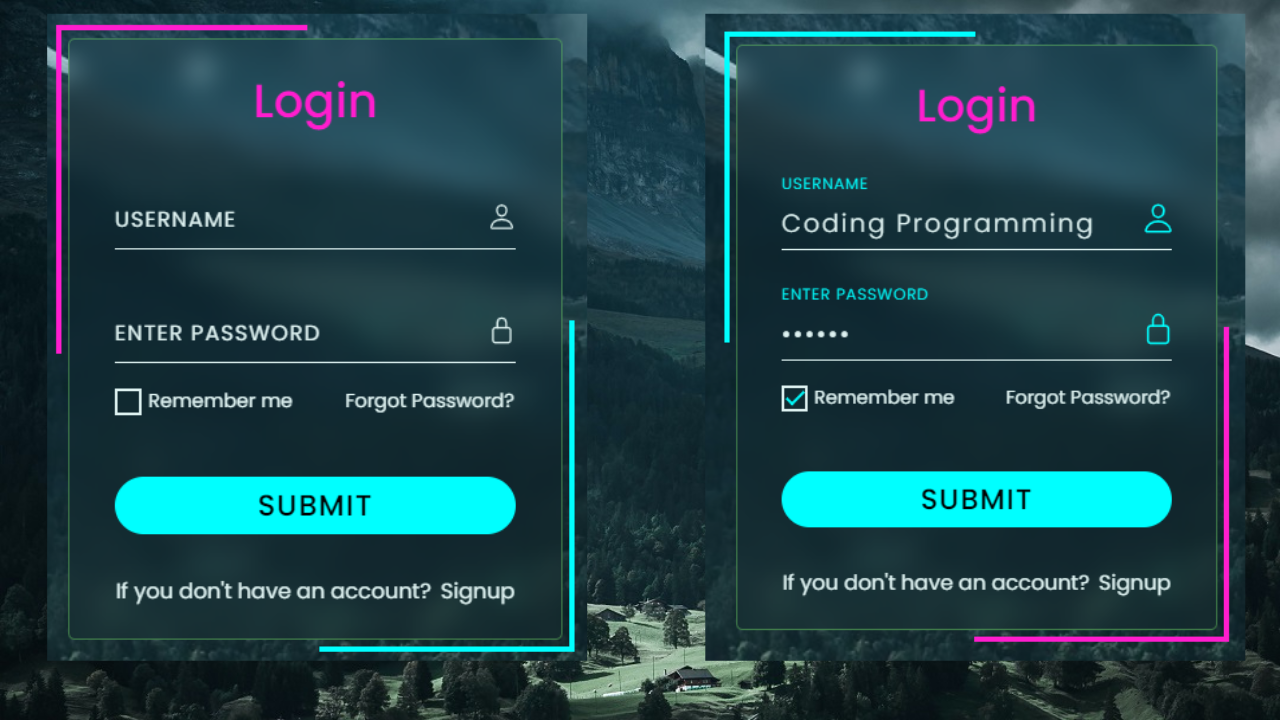 Login
USERNAME
ENTER PASSWORD
Remember me Forgot Password?
SUBMIT
If you don't have an account? Signup
Login
USERNAME
Coding Programming
ENTER PASSWORD
••••••
Remember me Forgot Password?
SUBMIT
If you don't have an account? Signup